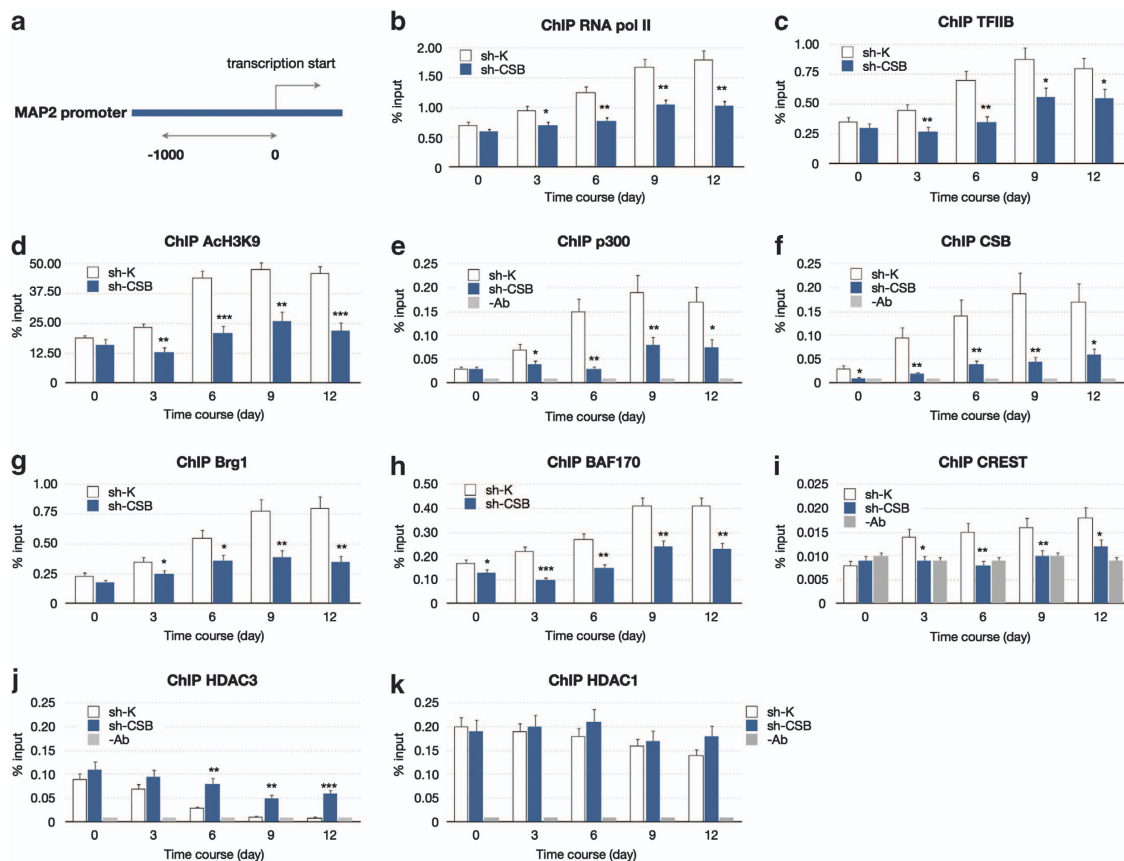 a
transcription start
MAP2 promoter
-1000
0
b
ChIP RNA pol II
sh-K
sh-CSB
% input
2.00
1.50
1.00
0.50
0
*
**
**
**
0 3 6 9 12
Time course (day)
c
ChIP TFIIB
sh-K
sh-CSB
% input
1.00
0.75
0.50
0.25
0
**
**
*
*
0 3 6 9 12
Time course (day)
d
ChIP AcH3K9
sh-K
sh-CSB
% input
50.00
37.50
25.00
12.50
0
**
***
**
***
0 3 6 9 12
Time course (day)
e
ChIP p300
sh-K
sh-CSB
-Ab
% input
0.25
0.20
0.15
0.10
0.05
0
*
**
**
*
0 3 6 9 12
Time course (day)
f
ChIP CSB
sh-K
sh-CSB
-Ab
% input
0.25
0.20
0.15
0.10
0.05
0
*
**
**
**
*
0 3 6 9 12
Time course (day)
g
ChIP Brg1
sh-K
sh-CSB
% input
1.00
0.75
0.50
0.25
0
*
*
**
**
0 3 6 9 12
Time course (day)
h
ChIP BAF170
sh-K
sh-CSB
% input
0.50
0.40
0.30
0.20
0.10
0
*
***
**
**
**
0 3 6 9 12
Time course (day)
i
ChIP CREST
sh-K
sh-CSB
-Ab
% input
0.025
0.020
0.015
0.010
0.005
0
*
**
**
*
0 3 6 9 12
Time course (day)
j
ChIP HDAC3
sh-K
sh-CSB
-Ab
% input
0.25
0.20
0.15
0.10
0.05
0
**
**
***
0 3 6 9 12
Time course (day)
k
ChIP HDAC1
sh-K
sh-CSB
-Ab
% input
0.25
0.20
0.15
0.10
0.05
0
0 3 6 9 12
Time course (day)